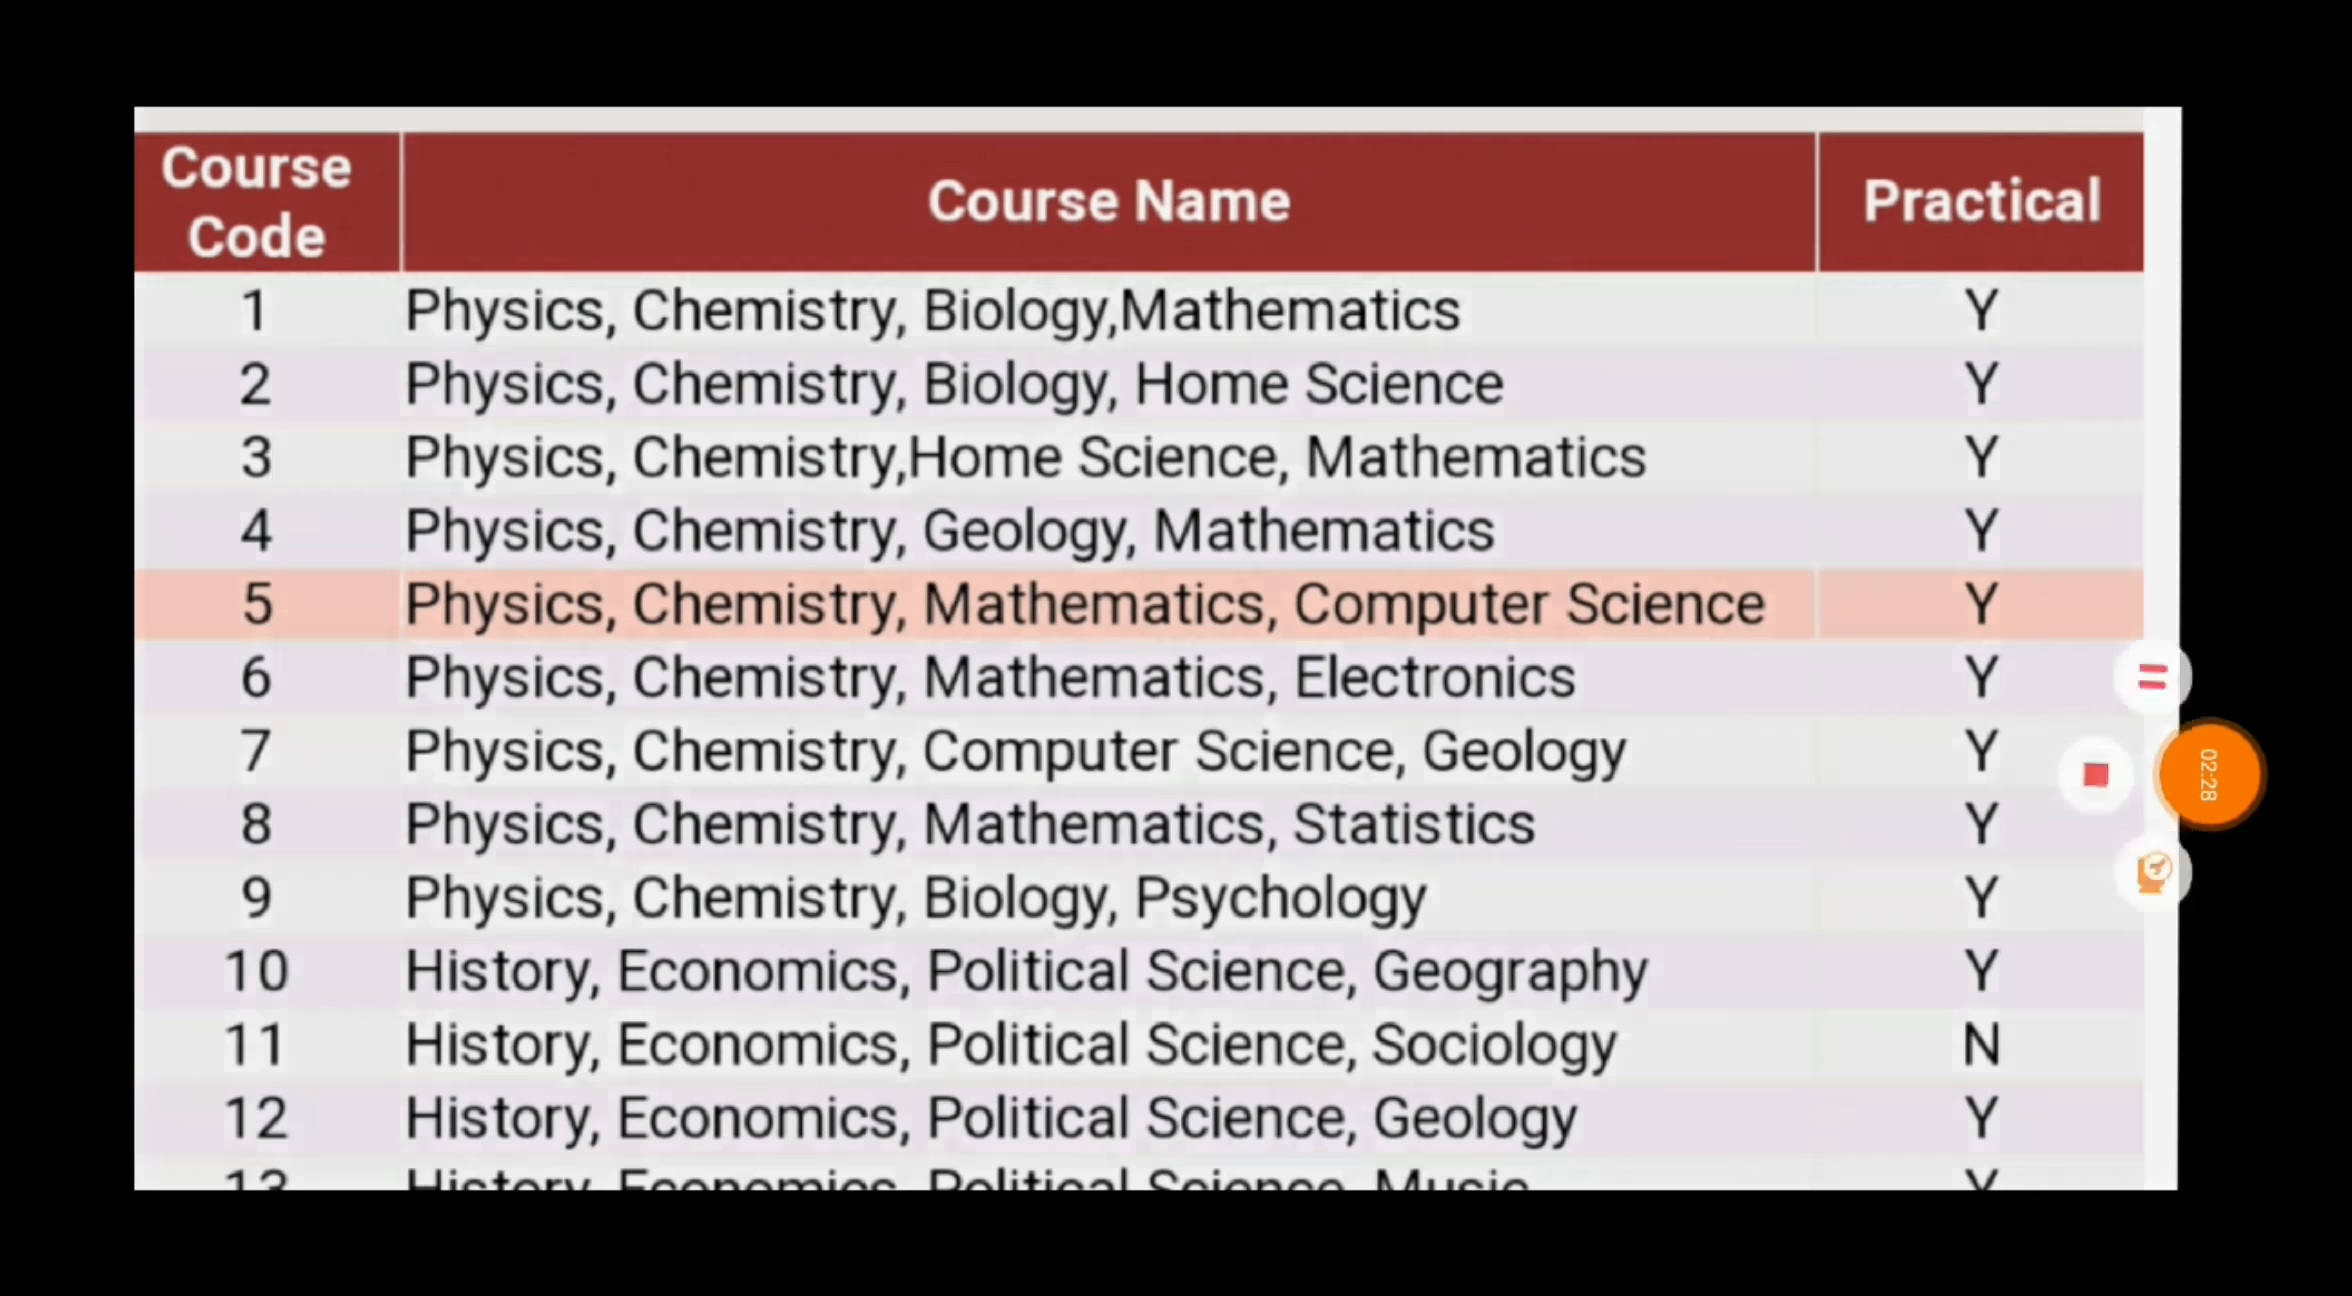 Course Code Course Name Practical
1 Physics, Chemistry, Biology,Mathematics Y
2 Physics, Chemistry, Biology, Home Science Y
3 Physics, Chemistry,Home Science, Mathematics Y
4 Physics, Chemistry, Geology, Mathematics Y
5 Physics, Chemistry, Mathematics, Computer Science Y
6 Physics, Chemistry, Mathematics, Electronics Y
7 Physics, Chemistry, Computer Science, Geology Y
8 Physics, Chemistry, Mathematics, Statistics Y
02:28
9 Physics, Chemistry, Biology, Psychology Y
10 History, Economics, Political Science, Geography Y
11 History, Economics, Political Science, Sociology N
12 History, Economics, Political Science, Geology Y
13 History, Economics, Political Science, Music Y